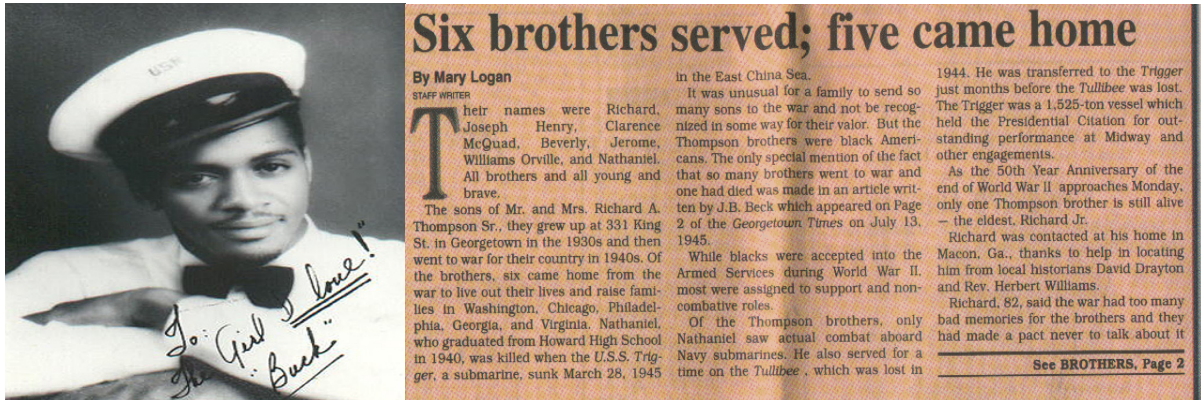 USN
To:
The Girl I love!"
"Buck"
Six brothers served; five came home
By Mary Logan
STAFF WRITER
Their names were Richard,
Joseph Henry, Clarence
McQuad, Beverly, Jerome,
Williams Orville, and Nathaniel.
All brothers and all young and
brave.
The sons of Mr. and Mrs. Richard A.
Thompson Sr., they grew up at 331 King
St. in Georgetown in the 1930s and then
went to war for their country in 1940s. Of
the brothers, six came home from the
war to live out their lives and raise fami-
lies in Washington, Chicago, Philadel-
phia, Georgia, and Virginia. Nathaniel,
who graduated from Howard High School
in 1940, was killed when the U.S.S. Trig-
ger, a submarine, sunk March 28, 1945
in the East China Sea.
It was unusual for a family to send so
many sons to the war and not be recog-
nized in some way for their valor. But the
Thompson brothers were black Ameri-
cans. The only special mention of the fact
that so many brothers went to war and
one had died was made in an article writ-
ten by J.B. Beck which appeared on Page
2 of the Georgetown Times on July 13,
1945.
While blacks were accepted into the
Armed Services during World War II,
most were assigned to support and non-
combative roles.
Of the Thompson brothers, only
Nathaniel saw actual combat aboard
Navy submarines. He also served for a
time on the Tullibee , which was lost in
1944. He was transferred to the Trigger
just months before the Tullibee was lost.
The Trigger was a 1,525-ton vessel which
held the Presidential Citation for out-
standing performance at Midway and
other engagements.
As the 50th Year Anniversary of the
end of World War II approaches Monday,
only one Thompson brother is still alive
— the eldest, Richard Jr.
Richard was contacted at his home in
Macon, Ga., thanks to help in locating
him from local historians David Drayton
and Rev. Herbert Williams.
Richard, 82, said the war had too many
bad memories for the brothers and they
had made a pact never to talk about it
See BROTHERS, Page 2